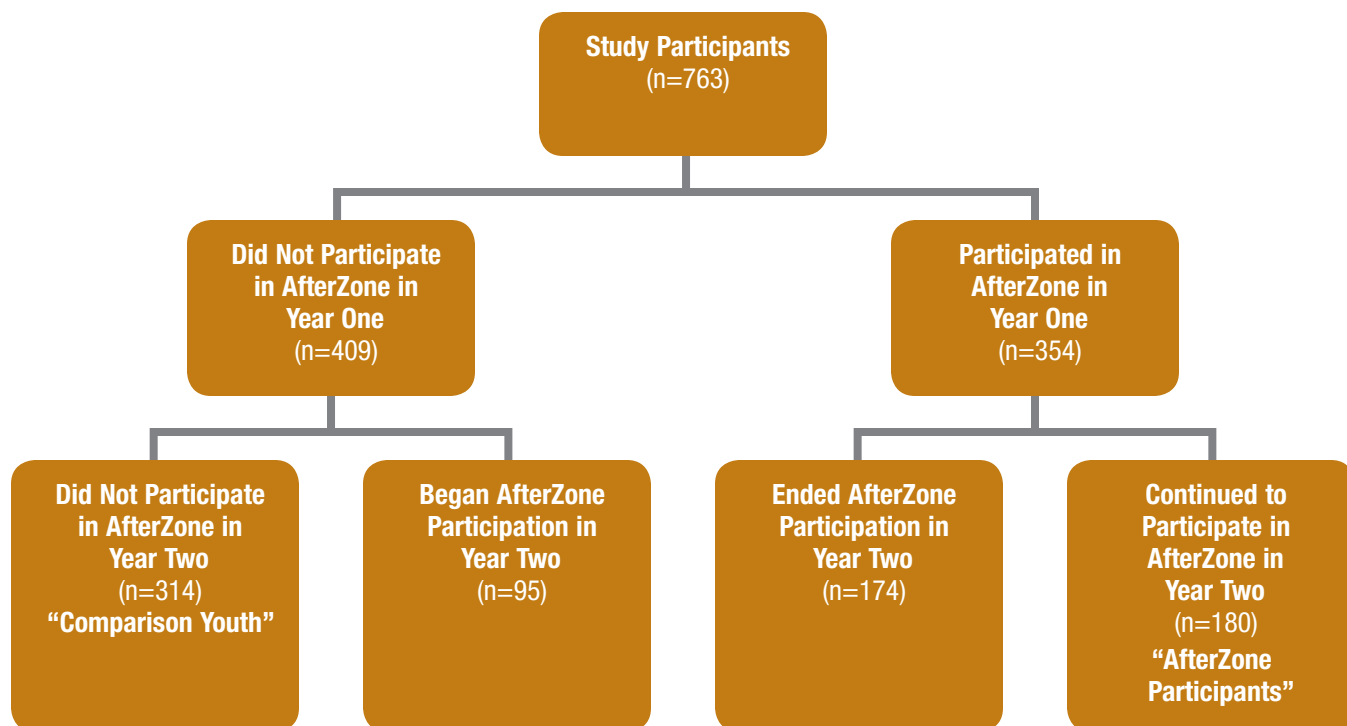 Study Participants
(n=763)
Did Not Participate
in AfterZone in
Year One
(n=409)
Participated in
AfterZone in
Year One
(n=354)
Did Not Participate
in AfterZone in
Year Two
(n=314)
“Comparison Youth”
Began AfterZone
Participation in
Year Two
(n=95)
Ended AfterZone
Participation in
Year Two
(n=174)
Continued to
Participate in
AfterZone in
Year Two
(n=180)
“AfterZone
Participants”